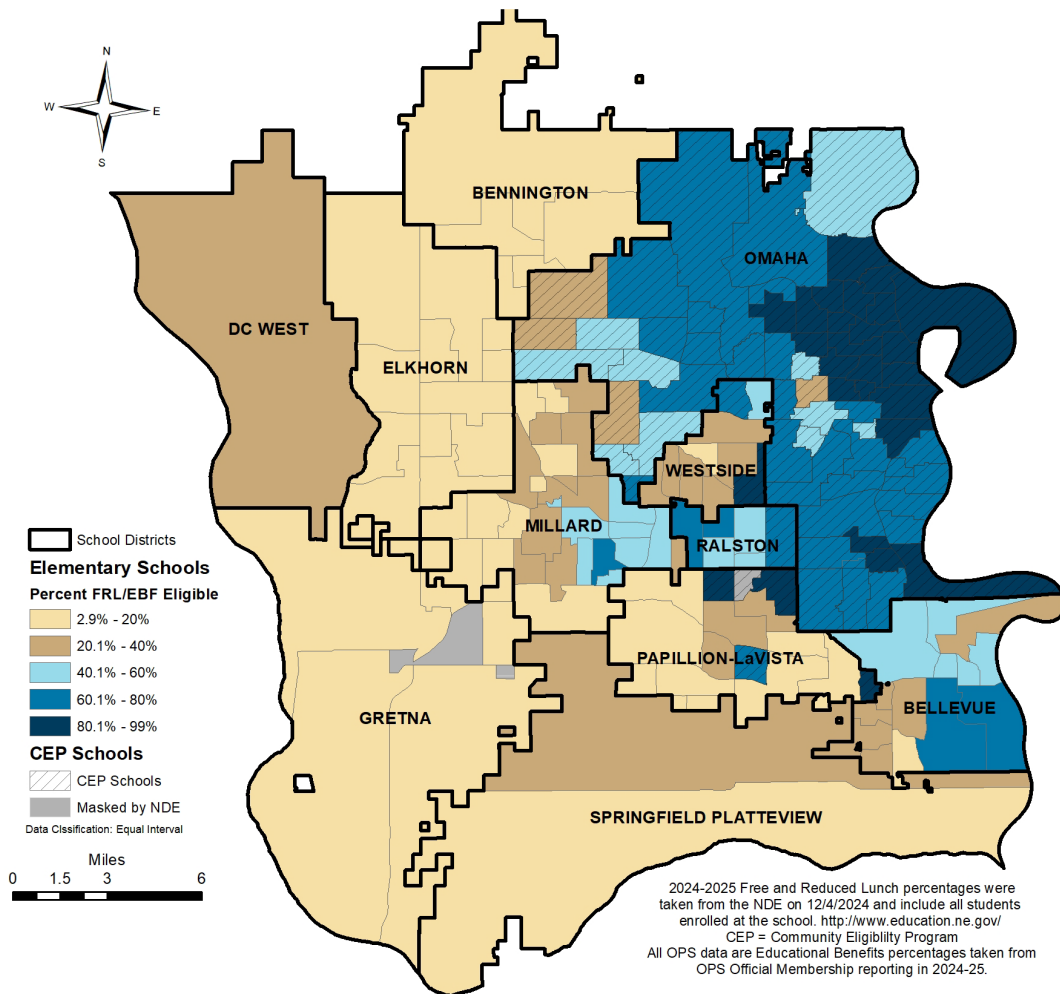 N
W
E
S
BENNINGTON
OMAHA
DC WEST
ELKHORN
WESTSIDE
MILLARD
RALSTON
PAPILLION-LaVISTA
BELLEVUE
GRETNA
SPRINGFIELD PLATTEVIEW
School Districts
Elementary Schools
Percent FRL/EBF Eligible
2.9% - 20%
20.1% - 40%
40.1% - 60%
60.1% - 80%
80.1% - 99%
CEP Schools
CEP Schools
Masked by NDE
Data Clssification: Equal Interval
Miles
0 1.5 3 6
2024-2025 Free and Reduced Lunch percentages were
taken from the NDE on 12/4/2024 and include all students
enrolled at the school. http://www.education.ne.gov/
CEP = Community Eligiblilty Program
All OPS data are Educational Benefits percentages taken from
OPS Official Membership reporting in 2024-25.